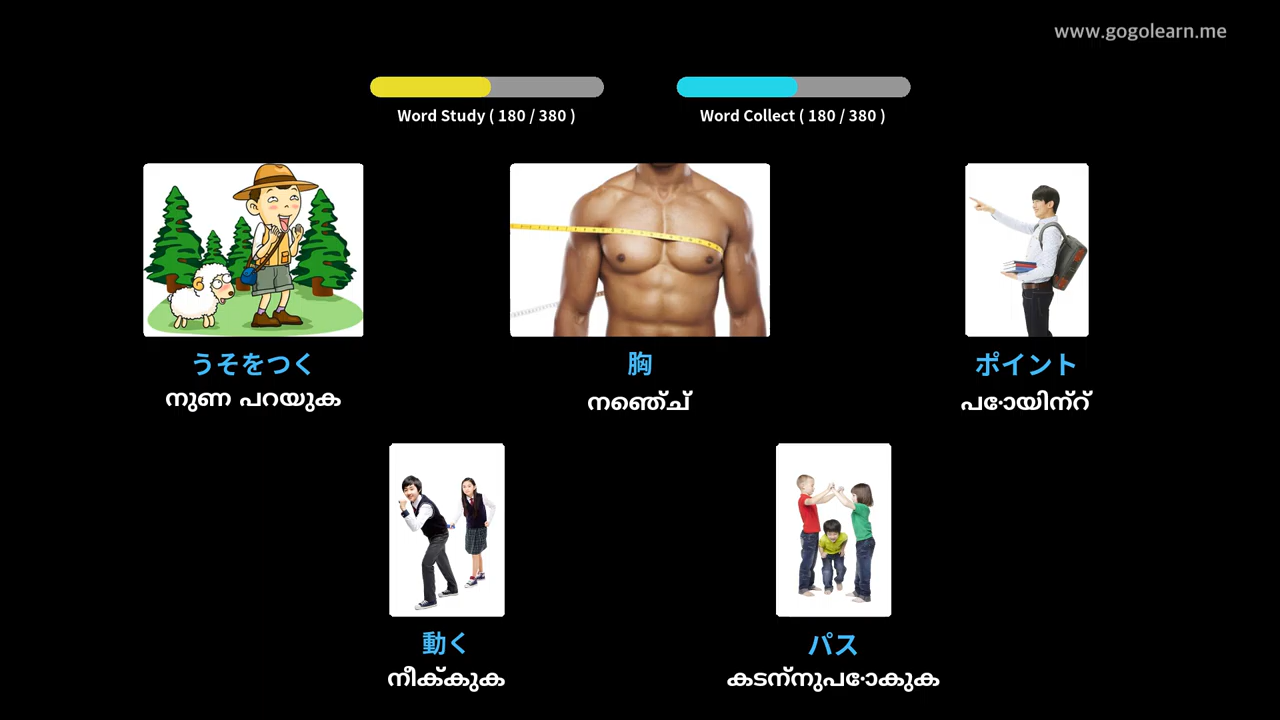 www.gogolearn.me
Word Study ( 180 / 380 )
Word Collect ( 180 / 380 )
うそをつく
നുണ പറയുക
胸
നഞ്ചെ്
ポイント
പോയിന്റ്
動く
നീക്കുക
パス
കടന്നുപോകുക